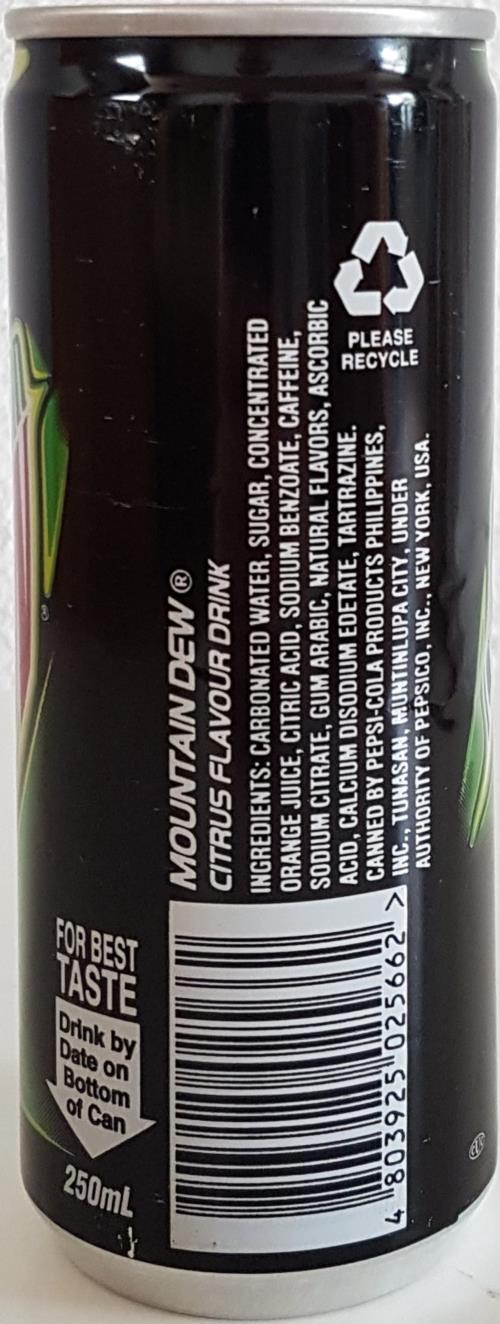 PLEASE
RECYCLE
MOUNTAIN DEW ®
CITRUS FLAVOUR DRINK
INGREDIENTS: CARBONATED WATER, SUGAR, CONCENTRATED
ORANGE JUICE, CITRIC ACID, SODIUM BENZOATE, CAFFEINE,
SODIUM CITRATE, GUM ARABIC, NATURAL FLAVORS, ASCORBIC
ACID, CALCIUM DISODIUM EDETATE, TARTRAZINE.
CANNED BY PEPSI-COLA PRODUCTS PHILIPPINES,
INC., TUNASAN, MUNTINLUPA CITY, UNDER
AUTHORITY OF PEPSICO, INC., NEW YORK, USA.
FOR BEST
TASTE
Drink by
Date on
Bottom
of Can
250mL
4 803925 025662 >
®